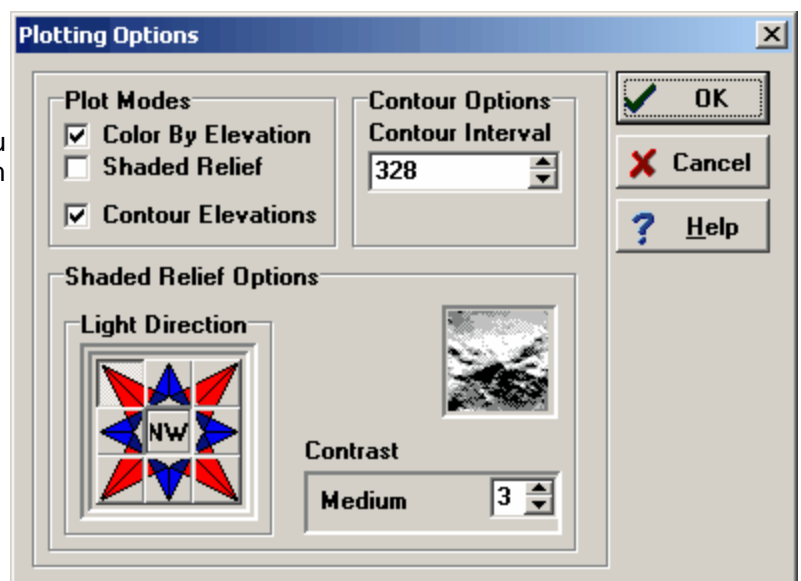 Plotting Options
Plot Modes
Color By Elevation
Shaded Relief
Contour Elevations
Contour Options
Contour Interval
328
OK
Cancel
Help
Shaded Relief Options
Light Direction
NW
Contrast
Medium
3